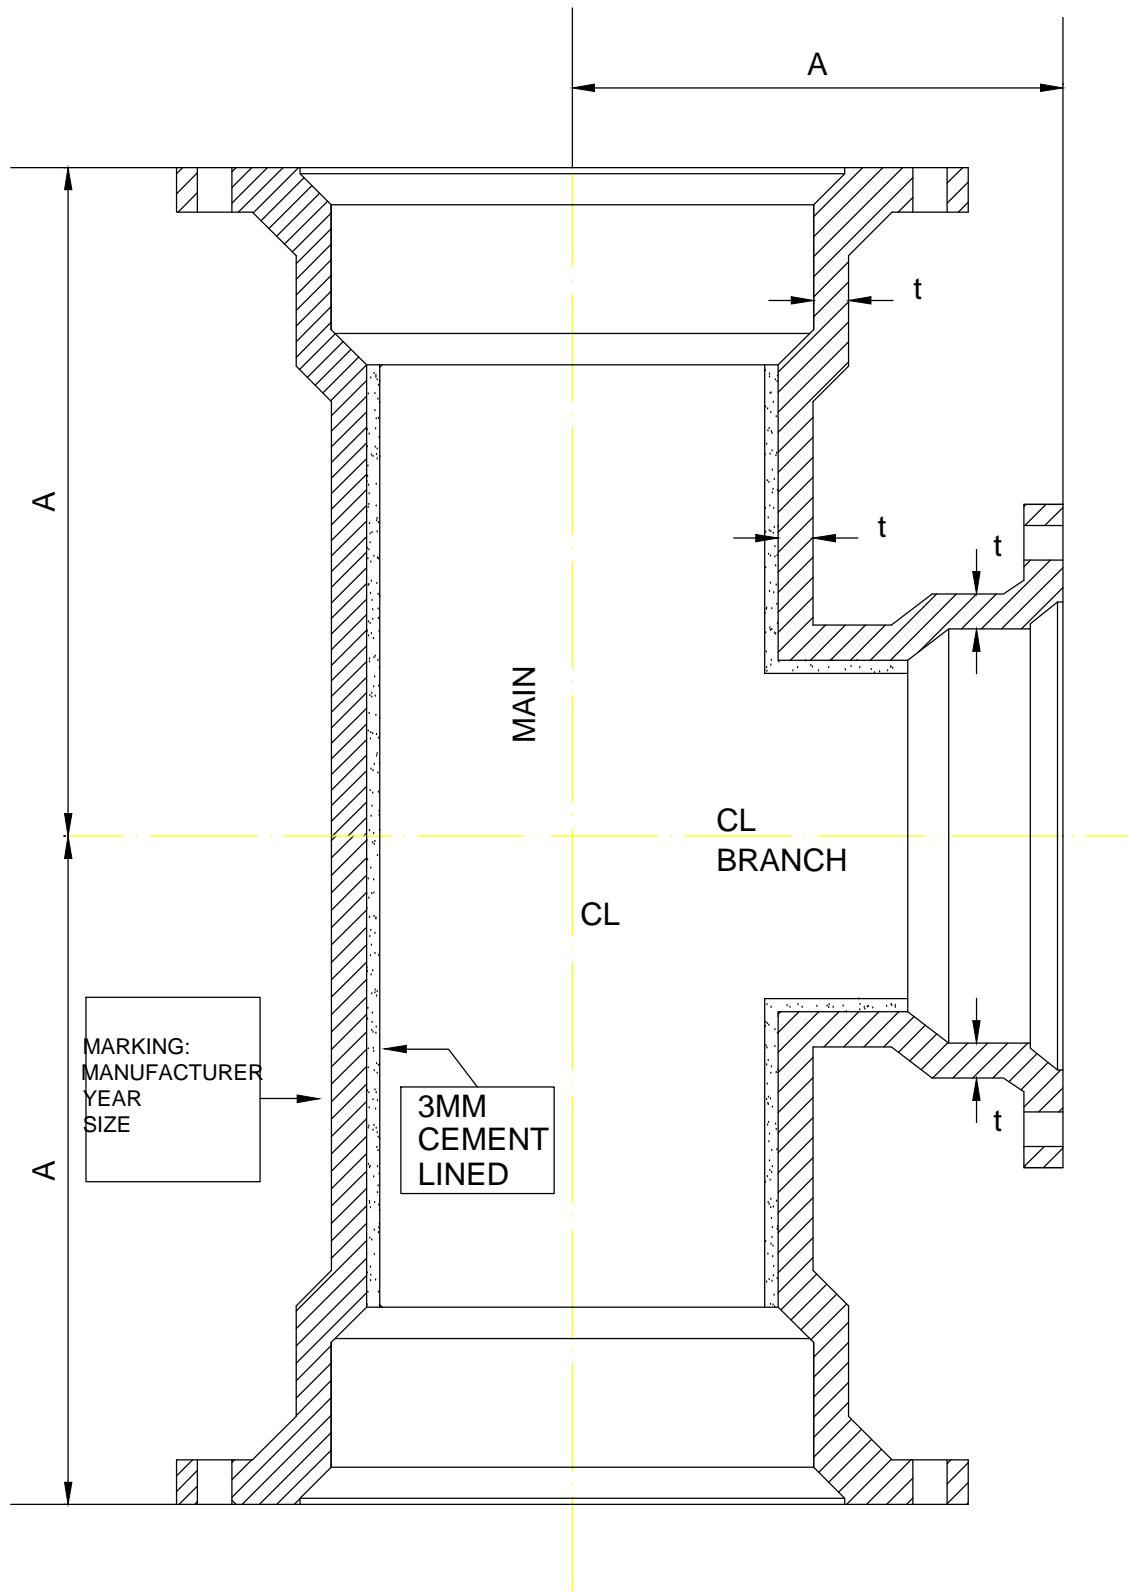 A
t
A
t
t
MAIN
CL
BRANCH
CL
MARKING:
MANUFACTURER
YEAR
SIZE
3MM
CEMENT
LINED
t
A